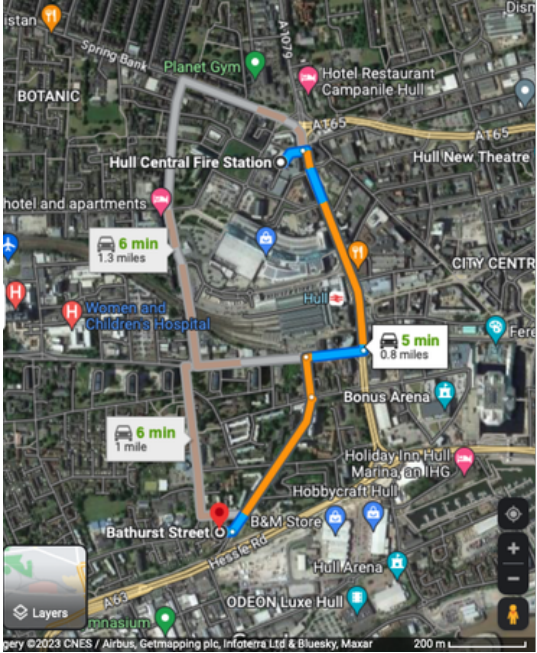 istan
Spring Bank
A1079
Dism
Planet Gym
Hotel Restaurant
Campanile Hull
BOTANIC
A165
A165
Hull Central Fire Station
Hull New Theatre
hotel and apartments
6 min
1.3 miles
CITY CENTR
Hull
Women and
Children's Hospital
Fere
5 min
0.8 miles
Bonus Arena
6 min
1 mile
Holiday Inn Hull
Marina, an IHG
Hobbycraft Hull
B&M Store
Bathurst Street
Hessle Rd
Hull Arena
Layers
A63
ODEON Luxe Hull
mnasium
gery ©2023 CNES / Airbus, Getmapping plc, Infoterra Ltd & Bluesky, Maxar
200 m